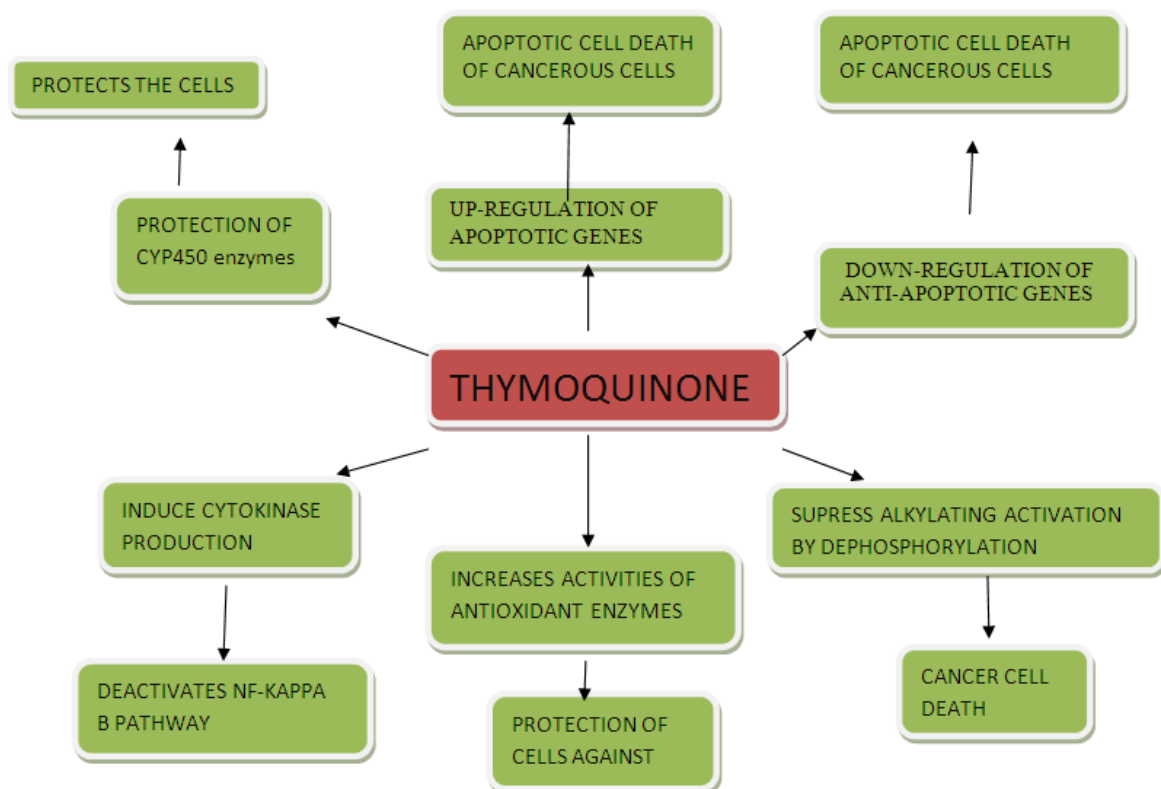 APOPTOTIC CELL DEATH
OF CANCEROUS CELLS
APOPTOTIC CELL DEATH
OF CANCEROUS CELLS
PROTECTS THE CELLS
PROTECTION OF
CYP450 enzymes
UP-REGULATION OF
APOPTOTIC GENES
DOWN-REGULATION OF
ANTI-APOPTOTIC GENES
THYMOQUINONE
INDUCE CYTOKINASE
PRODUCTION
INCREASES ACTIVITIES OF
ANTIOXIDANT ENZYMES
SUPRESS ALKYLATING ACTIVATION
BY DEPHOSPHORYLATION
DEACTIVATES NF-KAPPA
B PATHWAY
PROTECTION OF
CELLS AGAINST
CANCER CELL
DEATH